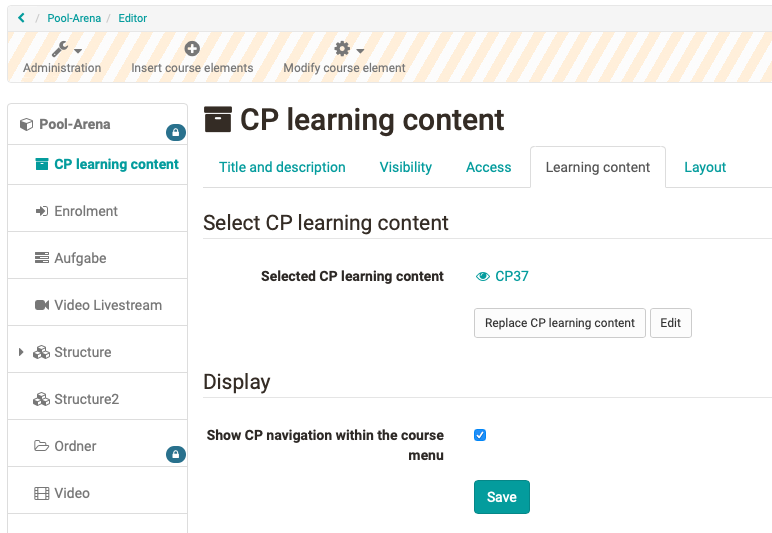 Pool-Arena / Editor
Administration
Insert course elements
Modify course element
Pool-Arena
CP learning content
Enrolment
Aufgabe
Video Livestream
Structure
Structure2
Ordner
Video
CP learning content
Title and description
Visibility
Access
Learning content
Layout
Select CP learning content
Selected CP learning content
CP37
Replace CP learning content
Edit
Display
Show CP navigation within the course
menu
Save